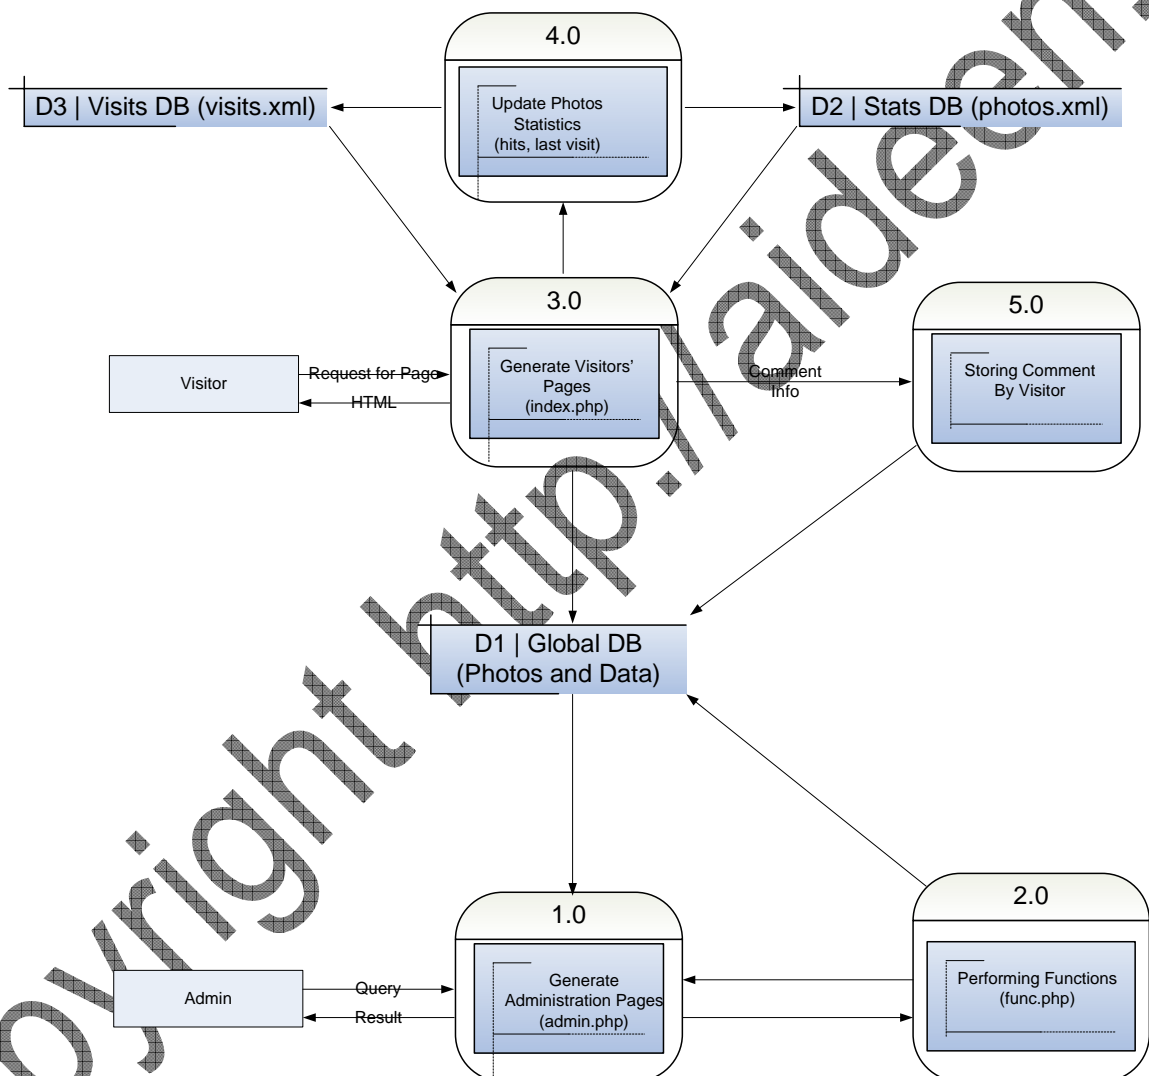 4.0
Update Photos
Statistics
(hits, last visit)
D3 | Visits DB (visits.xml)
D2 | Stats DB (photos.xml)
3.0
Generate Visitors'
Pages
(index.php)
5.0
Storing Comment
By Visitor
Visitor
Request for Page
HTML
Comment
Info
D1 | Global DB
(Photos and Data)
1.0
Generate
Administration Pages
(admin.php)
2.0
Performing Functions
(func.php)
Admin
Query
Result
pyright http://aideen.